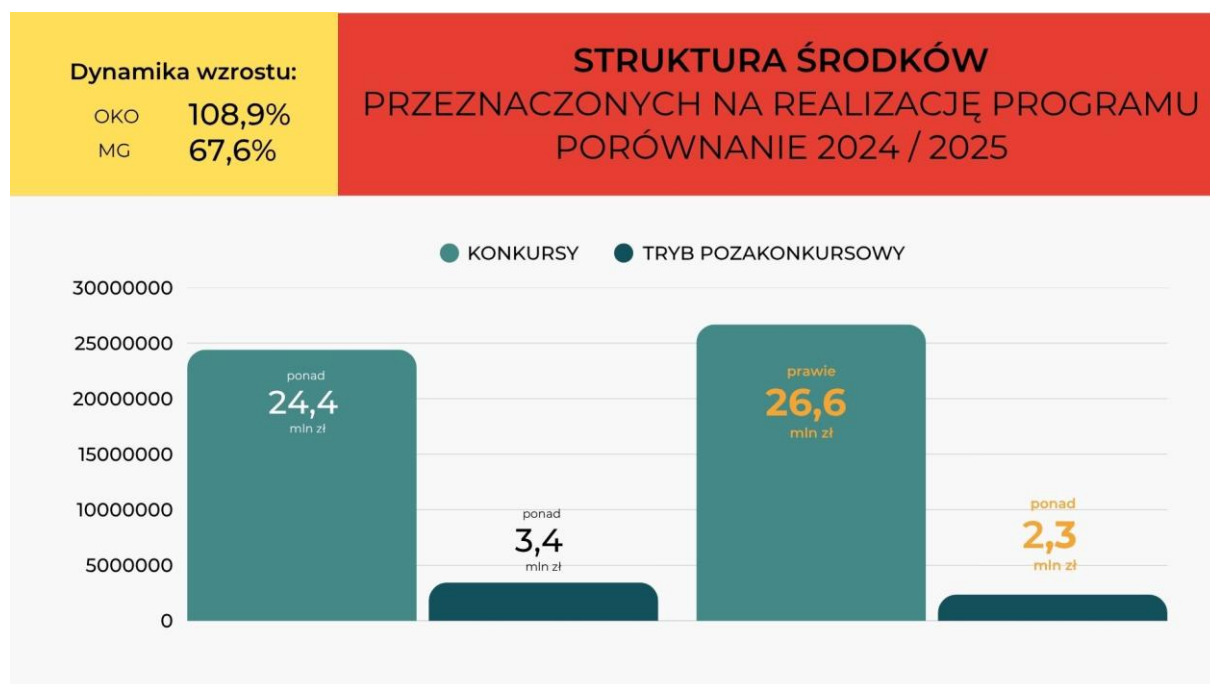 Dynamika wzrostu:
OKO 108,9%
MG 67,6%
STRUKTURA ŚRODKÓW
PRZEZNACZONYCH NA REALIZACJĘ PROGRAMU
PORÓWNANIE 2024 / 2025
KONKURSY TRYB POZAKONKURSOWY
30000000
25000000
20000000
15000000
10000000
5000000
0
ponad
24,4
mln zł
ponad
3,4
mln zł
prawie
26,6
mln zł
ponad
2,3
mln zł